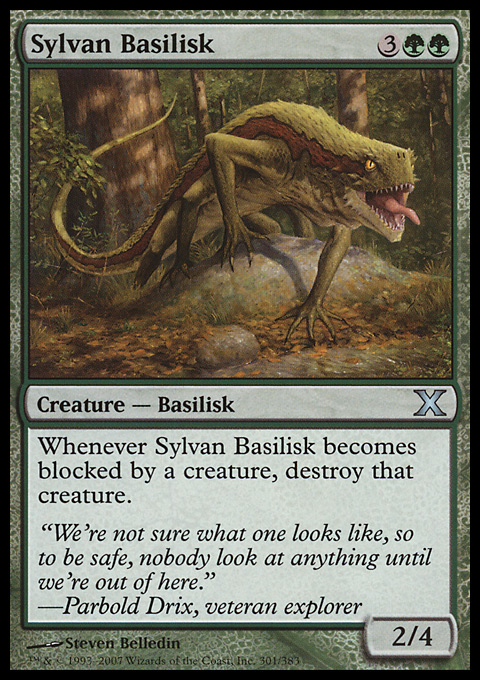 Sylvan Basilisk 3
Creature — Basilisk X
Whenever Sylvan Basilisk becomes
blocked by a creature, destroy that
creature.
“We’re not sure what one looks like, so
to be safe, nobody look at anything until
we’re out of here.”
—Parbold Drix, veteran explorer
2/4
Steven Belledin
™ & © 1993–2007 Wizards of the Coast, Inc. 301/383